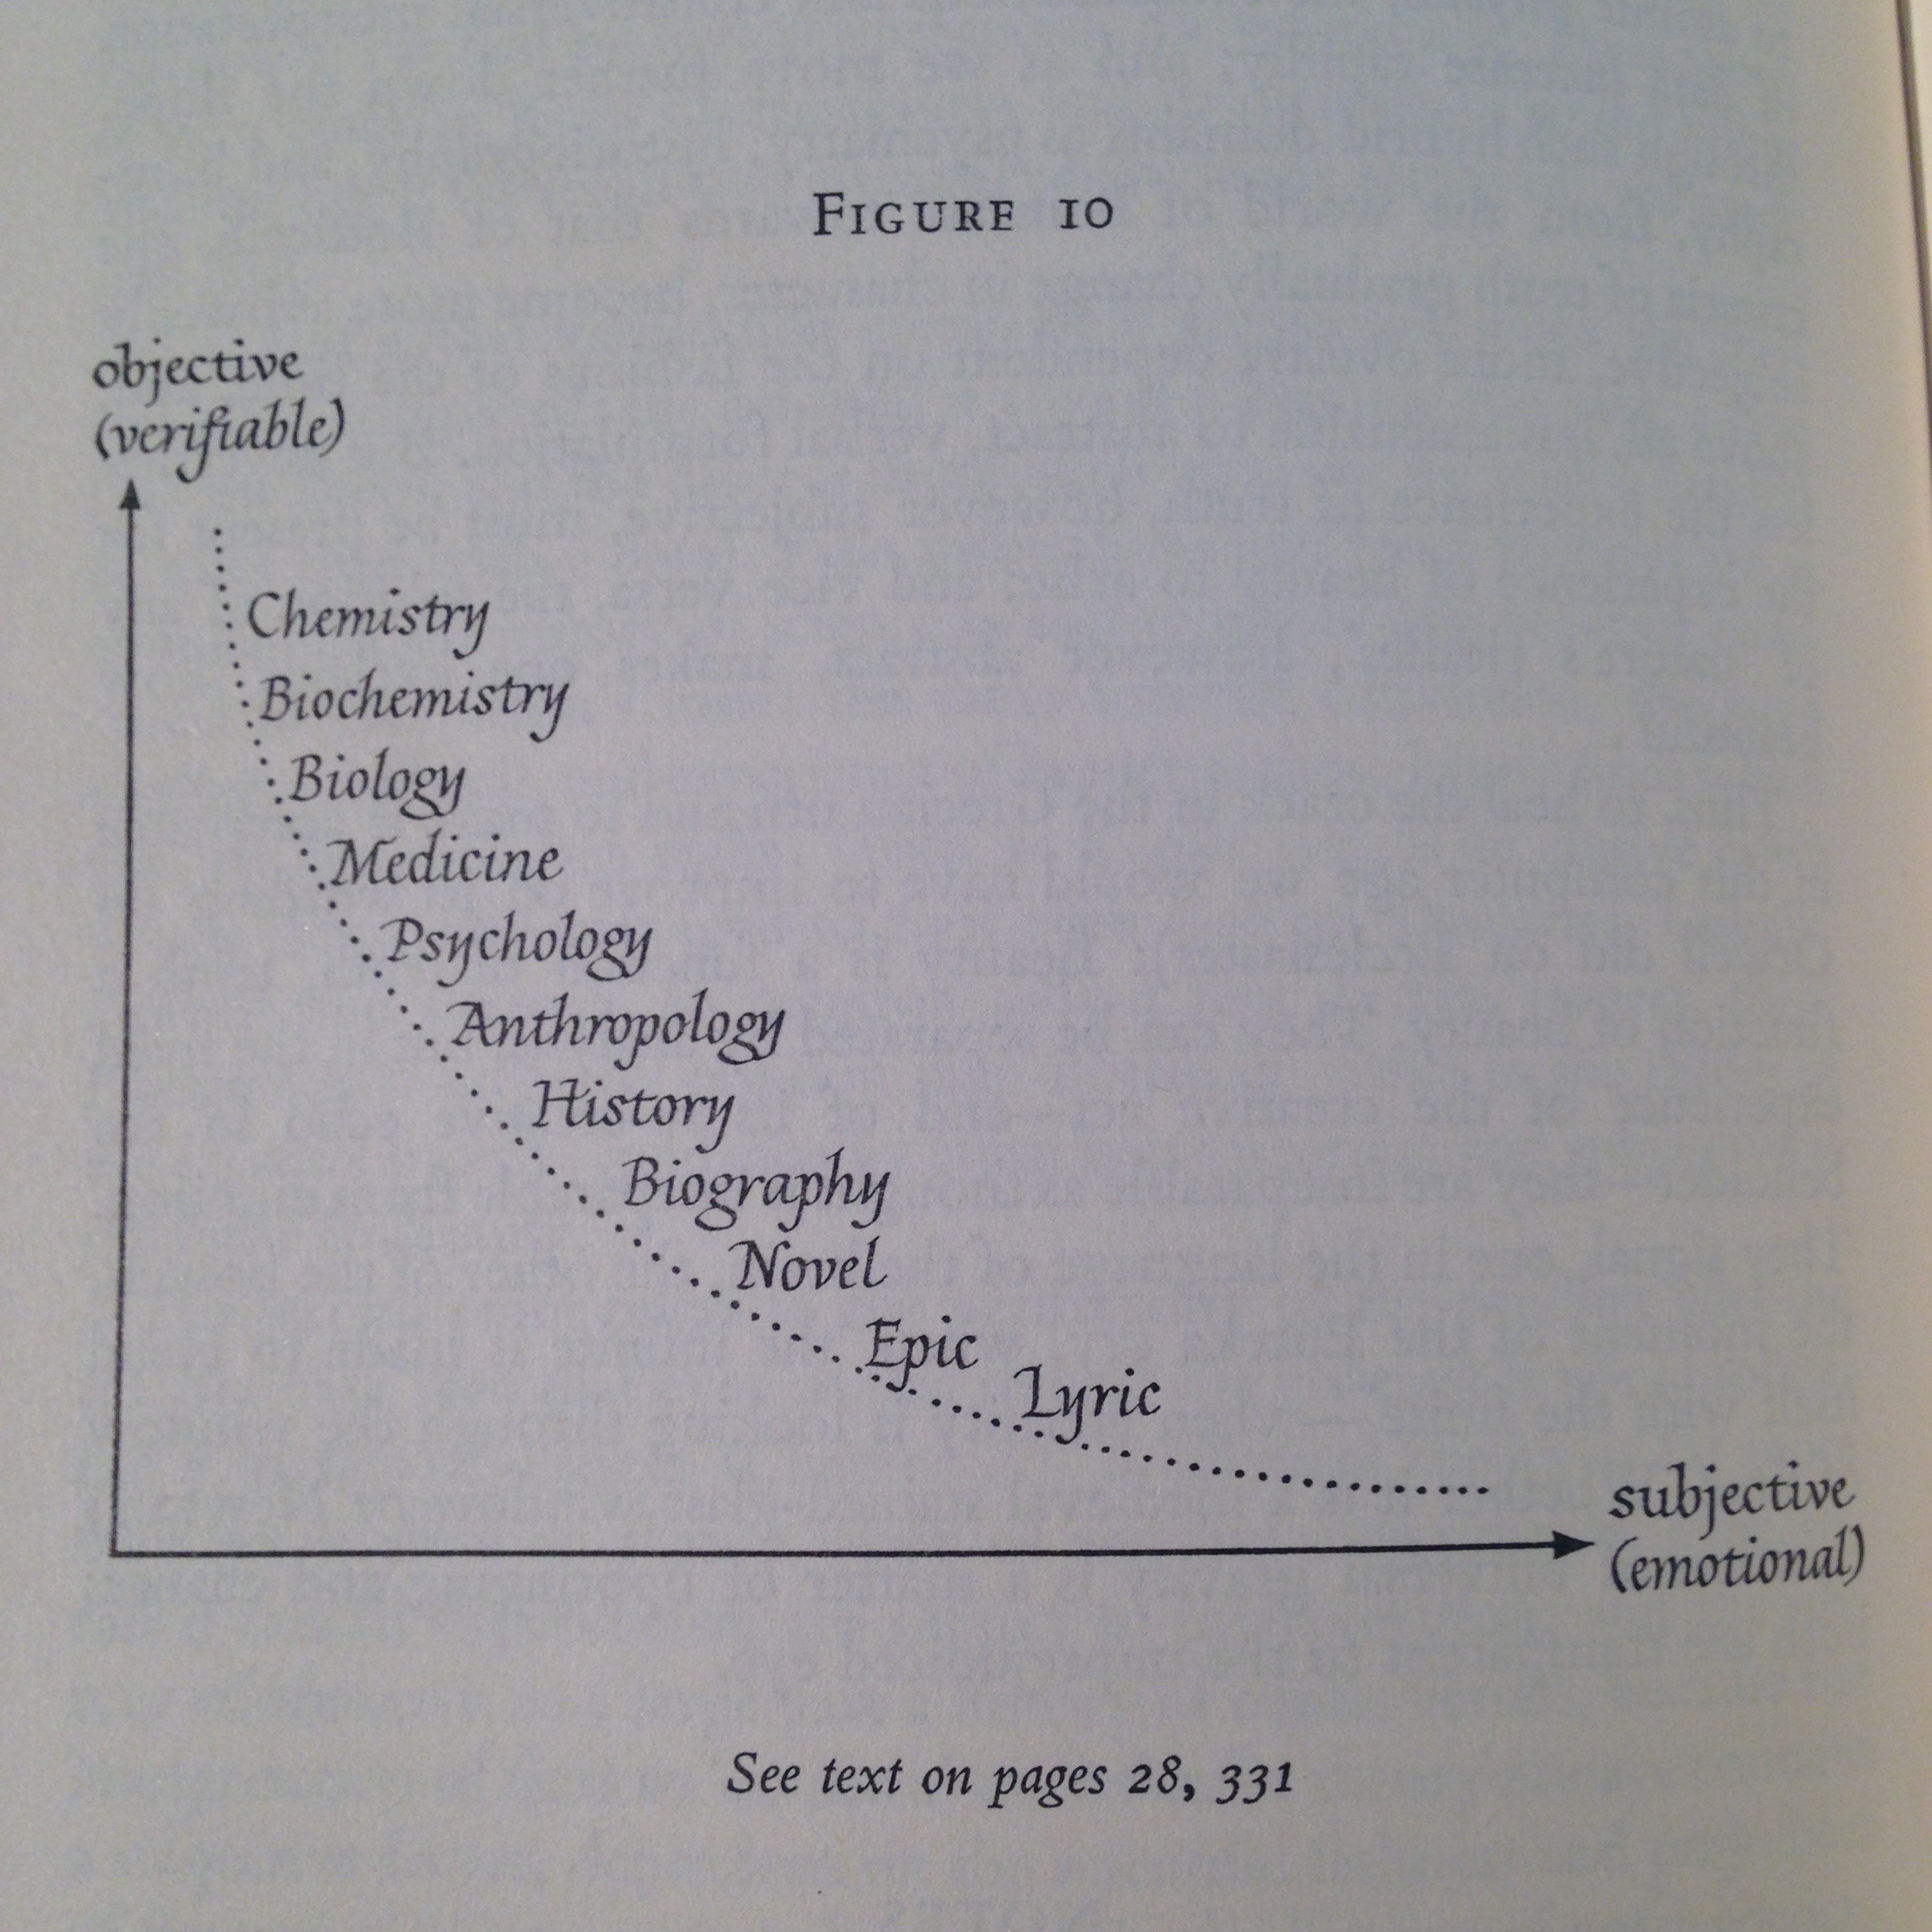 FIGURE 10
objective
(verifiable)
Chemistry
Biochemistry
Biology
Medicine
Psychology
Anthropology
History
Biography
Novel
Epic
Lyric
subjective
(emotional)
See text on pages 28, 331